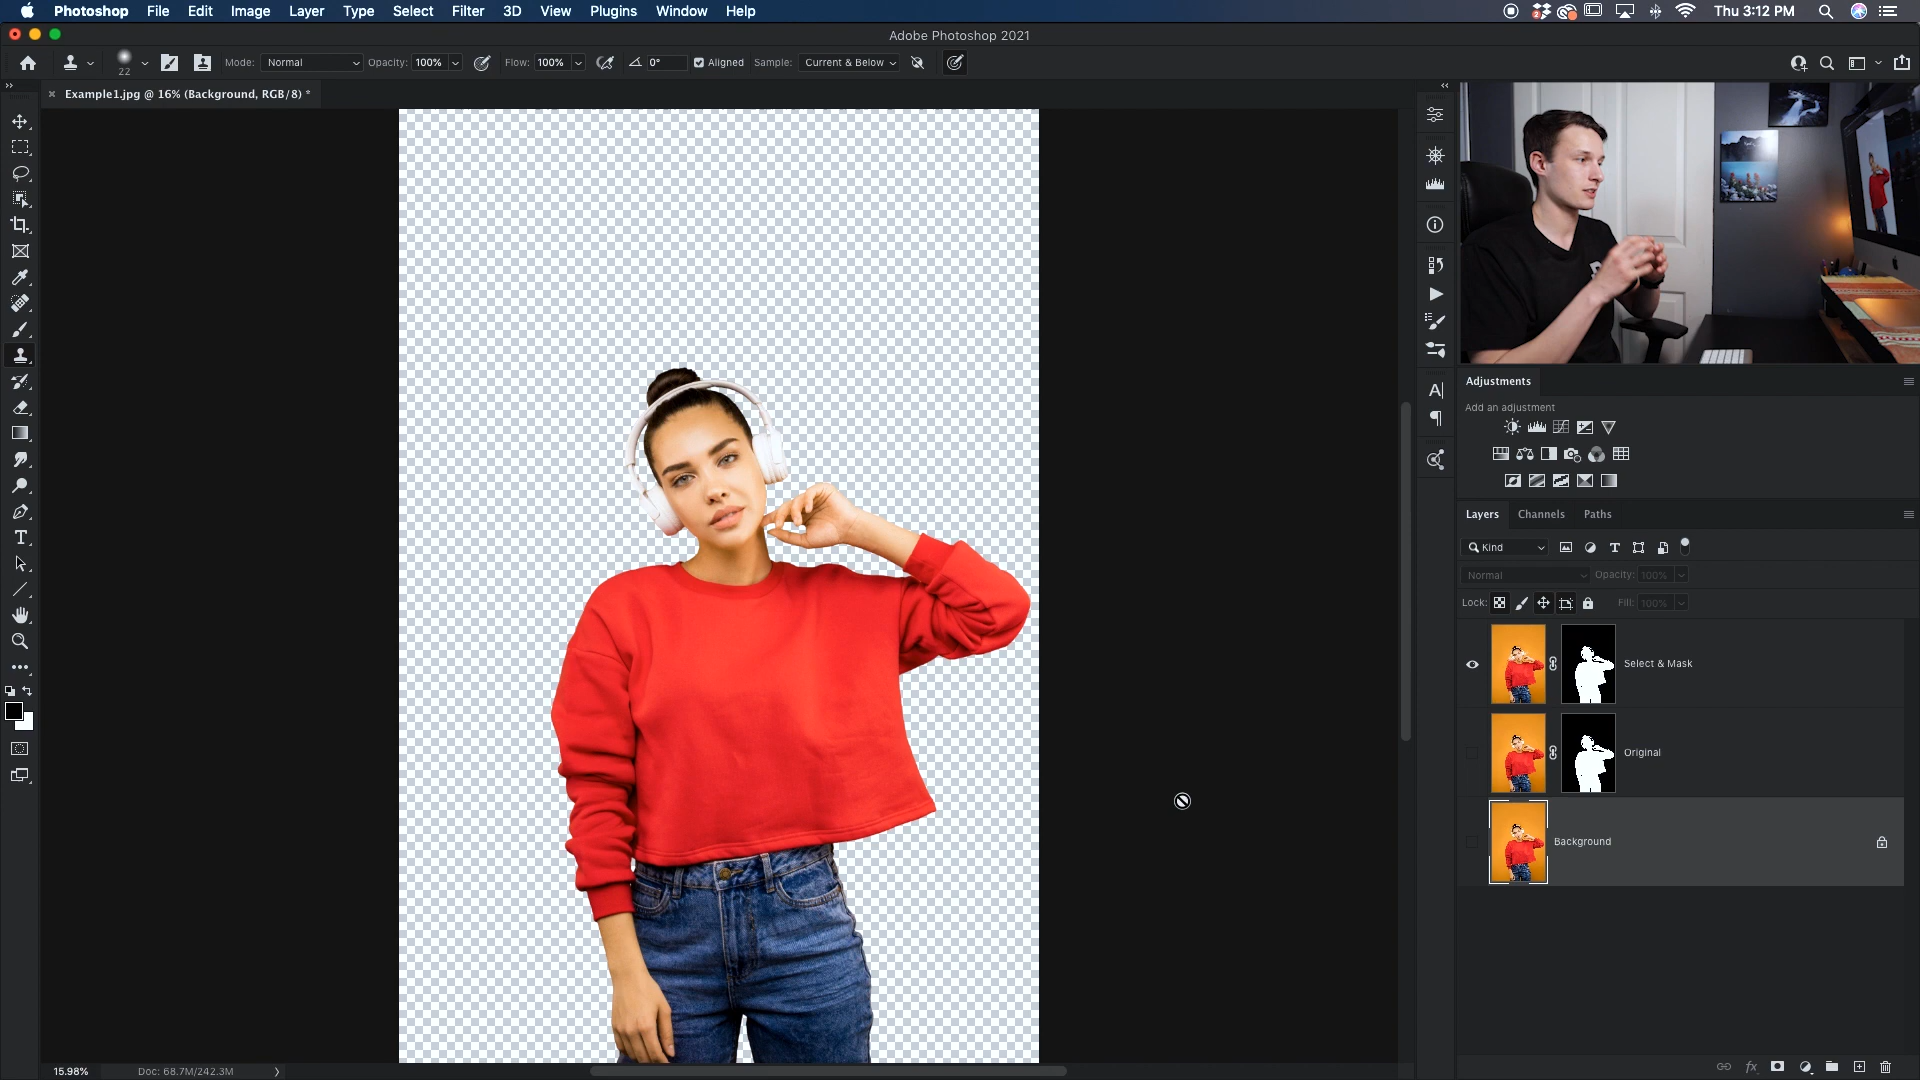 Photoshop File Edit Image Layer Type Select Filter 3D View Plugins Window Help
2
Thu 3:12 PM
Adobe Photoshop 2021
22
Mode: Normal
Opacity: 100%
Flow: 100%
0°
Aligned
Sample: Current & Below
Example1.jpg @ 16% (Background, RGB/8) *
Adjustments
Add an adjustment
Layers Channels Paths
Kind
Normal
Opacity: 100%
Lock:
Fill: 100%
Select & Mask
Original
Background
15.98%
Doc: 68.7M/242.3M